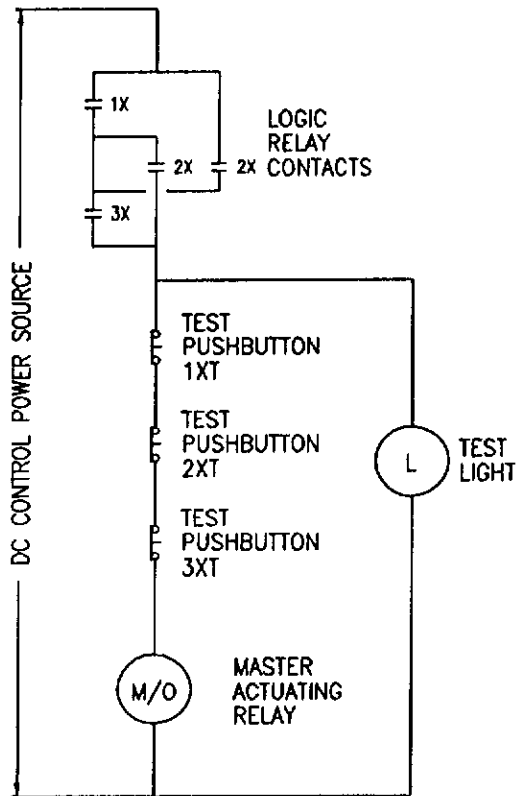 1X
LOGIC
RELAY
CONTACTS
2X
2X
3X
DC CONTROL POWER SOURCE
TEST
PUSHBUTTON
1XT
TEST
PUSHBUTTON
2XT
L
TEST
LIGHT
TEST
PUSHBUTTON
3XT
M/O
MASTER
ACTUATING
RELAY